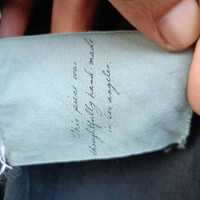 This piece was
thoughtfully hand-made
in los angeles.